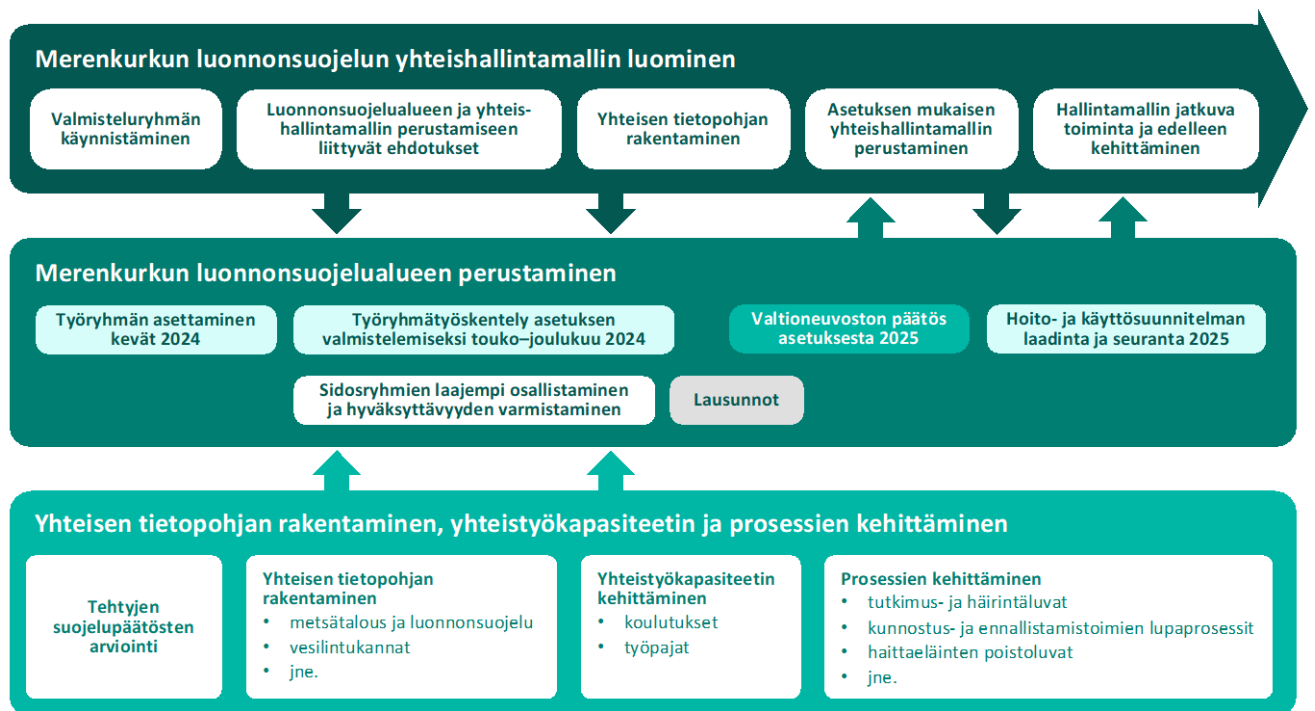 Merenkurkun luonnonsuojelun yhteishallintamallin luominen
Valmisteluryhmän
käynnistäminen
Luonnonsuojelualueen ja yhteis-
hallintamallin perustamiseen
liittyvät ehdotukset
Yhteisen tietopohjan
rakentaminen
Asetuksen mukaisen
yhteishallintamallin
perustaminen
Hallintamallin jatkuva
toiminta ja edelleen
kehittäminen
Merenkurkun luonnonsuojelualueen perustaminen
Työryhmän asettaminen
kevät 2024
Työryhmätyöskentely asetuksen
valmistelemiseksi touko–joulukuu 2024
Valtioneuvoston päätös
asetuksesta 2025
Hoito- ja käyttösuunnitelman
laadinta ja seuranta 2025
Sidosryhmien laajempi osallistaminen
ja hyväksyttävyyden varmistaminen
Lausunnot
Yhteisen tietopohjan rakentaminen, yhteistyökapasiteetin ja prosessien kehittäminen
Tehtyjen
suojelupäätösten
arviointi
Yhteisen tietopohjan
rakentaminen
• metsätalous ja luonnonsuojelu
• vesilintukannat
• jne.
Yhteistyökapasiteetin
kehittäminen
• koulutukset
• työpajat
Prosessien kehittäminen
• tutkimus- ja häirintäluvat
• kunnostus- ja ennallistamistoimien lupaprosessit
• haittaeläinten poistoluvat
• jne.